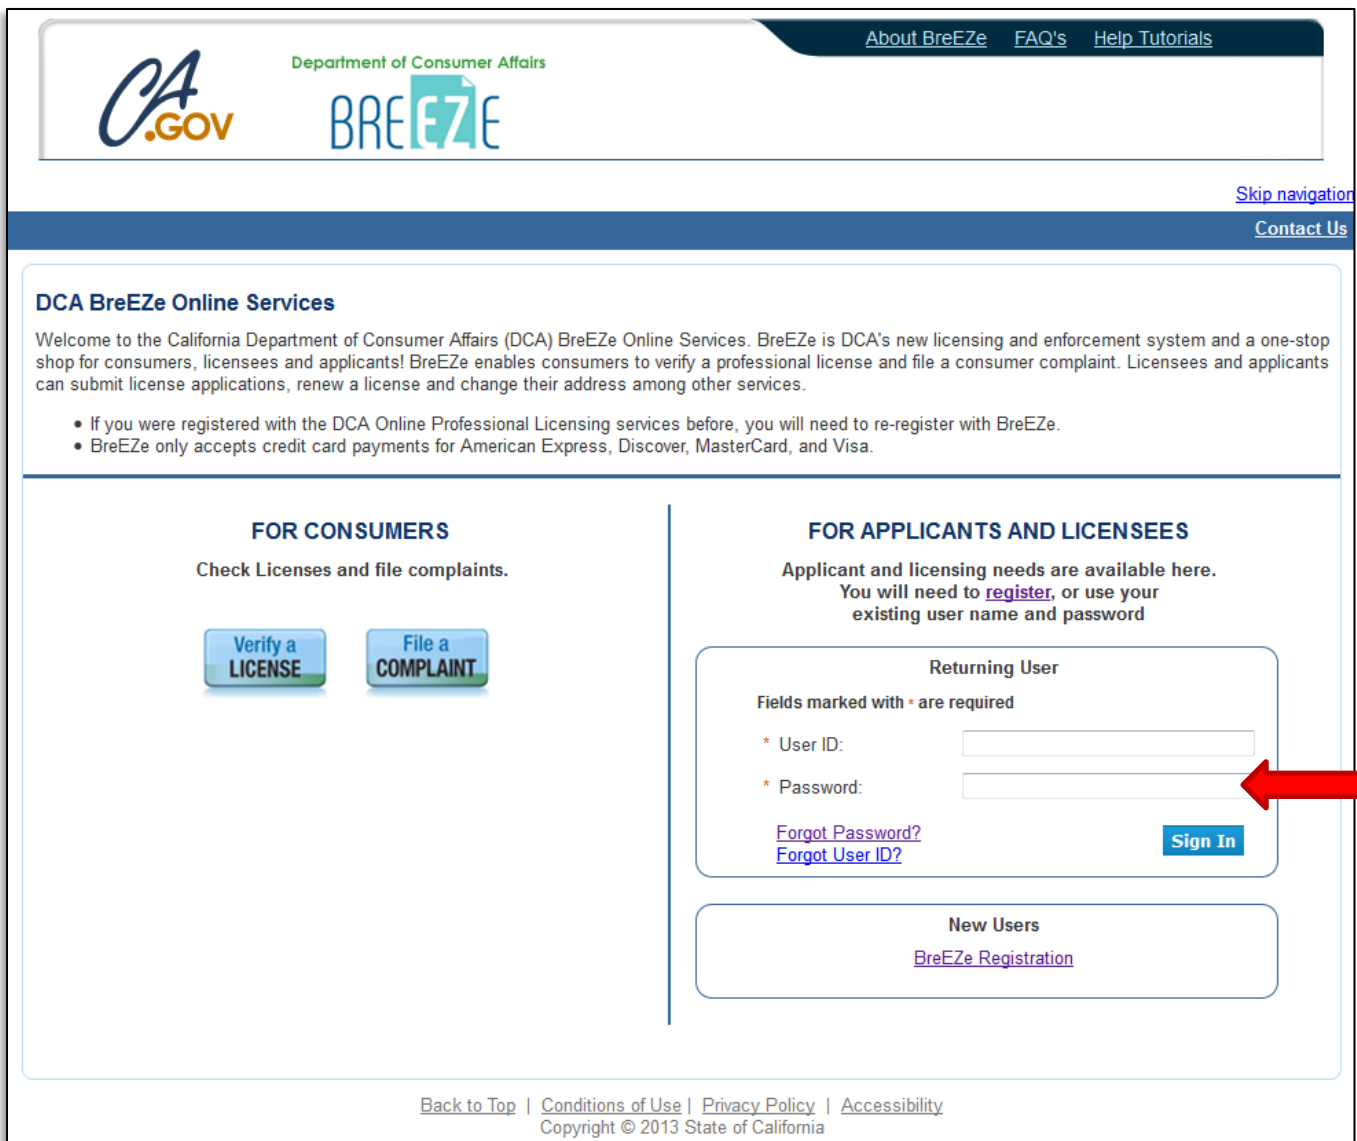 About BreEZe FAQ's Help Tutorials
CA.GOV
Department of Consumer Affairs
BREEZE
Skip navigation
Contact Us
DCA BreEZe Online Services
Welcome to the California Department of Consumer Affairs (DCA) BreEZe Online Services. BreEZe is DCA's new licensing and enforcement system and a one-stop
shop for consumers, licensees and applicants! BreEZe enables consumers to verify a professional license and file a consumer complaint. Licensees and applicants
can submit license applications, renew a license and change their address among other services.
• If you were registered with the DCA Online Professional Licensing services before, you will need to re-register with BreEZe.
• BreEZe only accepts credit card payments for American Express, Discover, MasterCard, and Visa.
FOR CONSUMERS
Check Licenses and file complaints.
Verify a
LICENSE
File a
COMPLAINT
FOR APPLICANTS AND LICENSEES
Applicant and licensing needs are available here.
You will need to register, or use your
existing user name and password
Returning User
Fields marked with * are required
* User ID:
* Password:
Forgot Password?
Forgot User ID?
Sign In
New Users
BreEZe Registration
Back to Top | Conditions of Use | Privacy Policy | Accessibility
Copyright © 2013 State of California